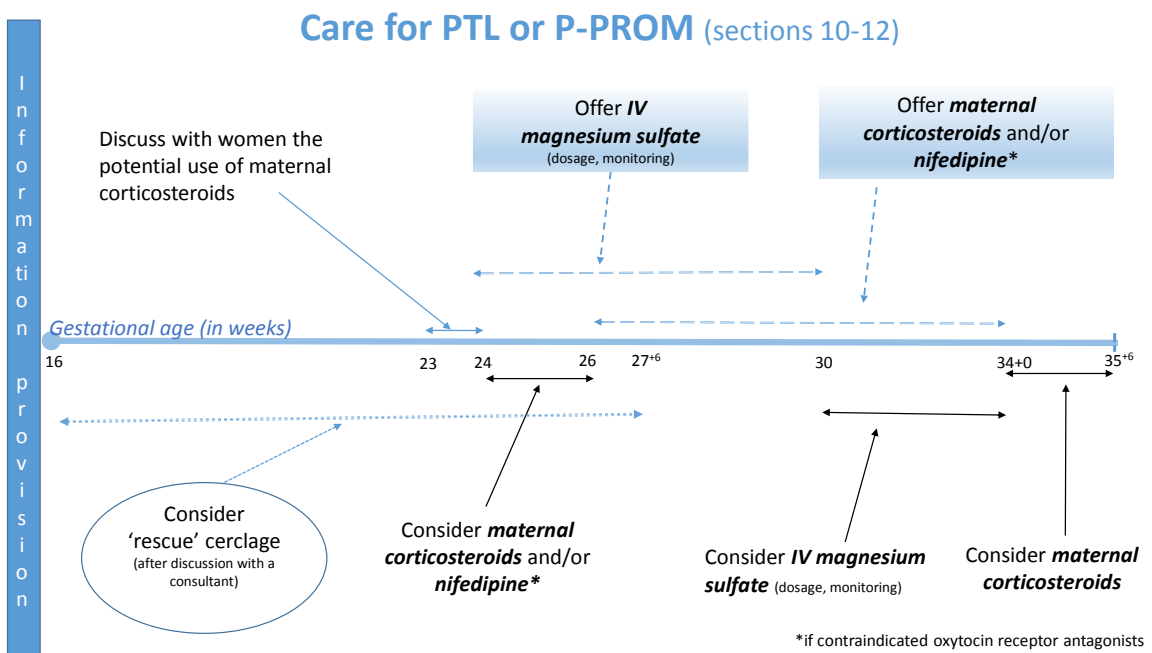 Care for PTL or P-PROM (sections 10-12)
Information provision
Discuss with women the
potential use of maternal
corticosteroids
Offer IV
magnesium sulfate
(dosage, monitoring)
Offer maternal
corticosteroids and/or
nifedipine*
Gestational age (in weeks)
16
23
24
26
27+6
30
34+0
35+6
Consider
‘rescue’ cerclage
(after discussion with a
consultant)
Consider maternal
corticosteroids and/or
nifedipine*
Consider IV magnesium
sulfate (dosage, monitoring)
Consider maternal
corticosteroids
*if contraindicated oxytocin receptor antagonists